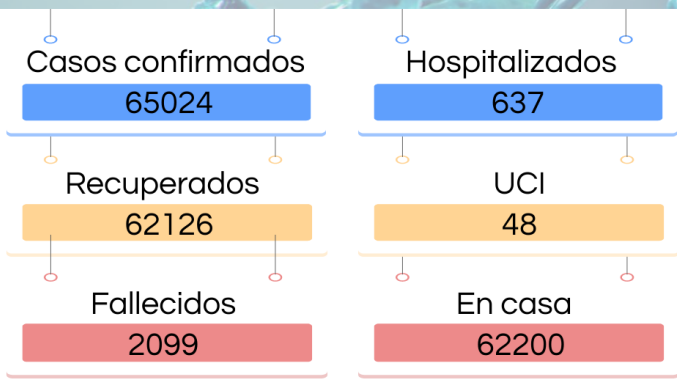 Casos confirmados
65024
Hospitalizados
637
Recuperados
62126
UCI
48
Fallecidos
2099
En casa
62200